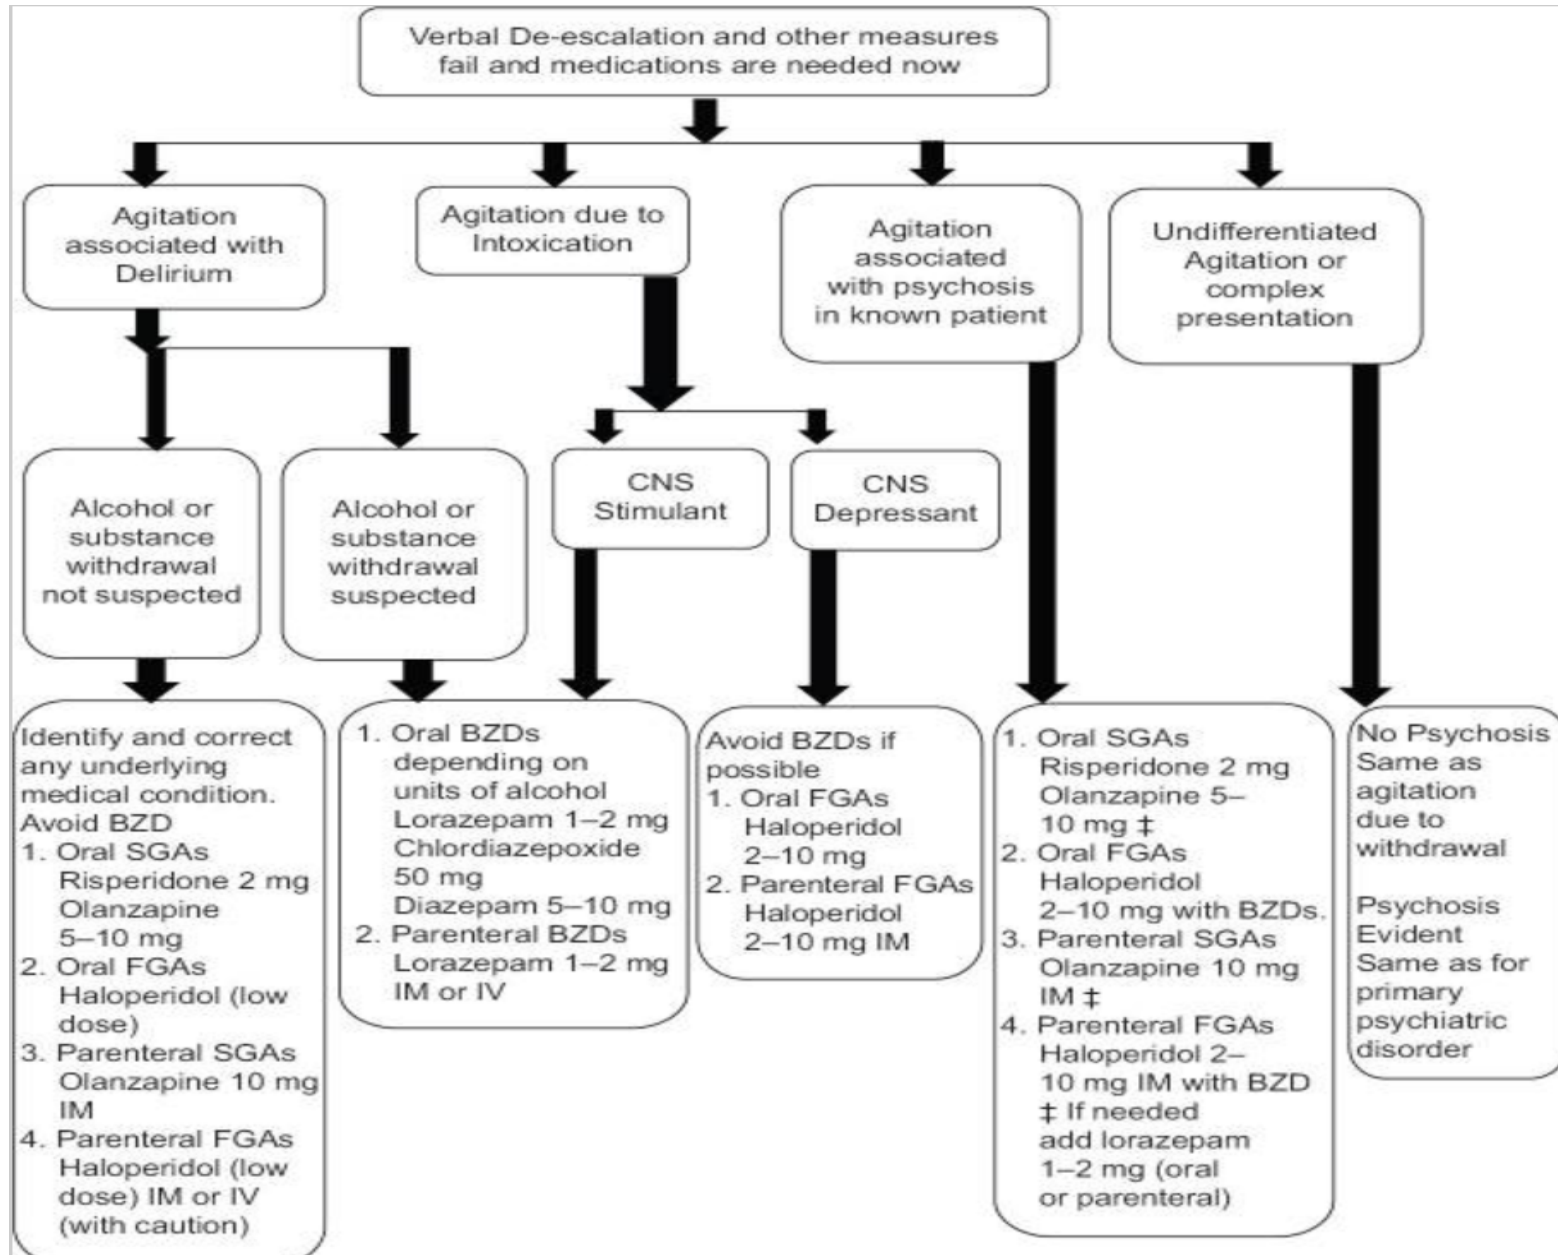 Verbal De-escalation and other measures
fail and medications are needed now
Agitation
associated with
Delirium
Agitation due to
Intoxication
Agitation
associated
with psychosis
in known patient
Undifferentiated
Agitation or
complex
presentation
Alcohol or
substance
withdrawal
not suspected
Alcohol or
substance
withdrawal
suspected
CNS
Stimulant
CNS
Depressant
Identify and correct
any underlying
medical condition.
Avoid BZD
1. Oral SGAs
Risperidone 2 mg
Olanzapine
5–10 mg
2. Oral FGAs
Haloperidol (low
dose)
3. Parenteral SGAs
Olanzapine 10 mg
IM
4. Parenteral FGAs
Haloperidol (low
dose) IM or IV
(with caution)
1. Oral BZDs
depending on
units of alcohol
Lorazepam 1–2 mg
Chlordiazepoxide
50 mg
Diazepam 5–10 mg
2. Parenteral BZDs
Lorazepam 1–2 mg
IM or IV
Avoid BZDs if
possible
1. Oral FGAs
Haloperidol
2–10 mg
2. Parenteral FGAs
Haloperidol
2–10 mg IM
1. Oral SGAs
Risperidone 2 mg
Olanzapine 5–
10 mg ‡
2. Oral FGAs
Haloperidol
2–10 mg with BZDs.
3. Parenteral SGAs
Olanzapine 10 mg
IM ‡
4. Parenteral FGAs
Haloperidol 2–
10 mg IM with BZD
‡ If needed
add lorazepam
1–2 mg (oral
or parenteral)
No Psychosis
Same as
agitation
due to
withdrawal
Psychosis
Evident
Same as for
primary
psychiatric
disorder